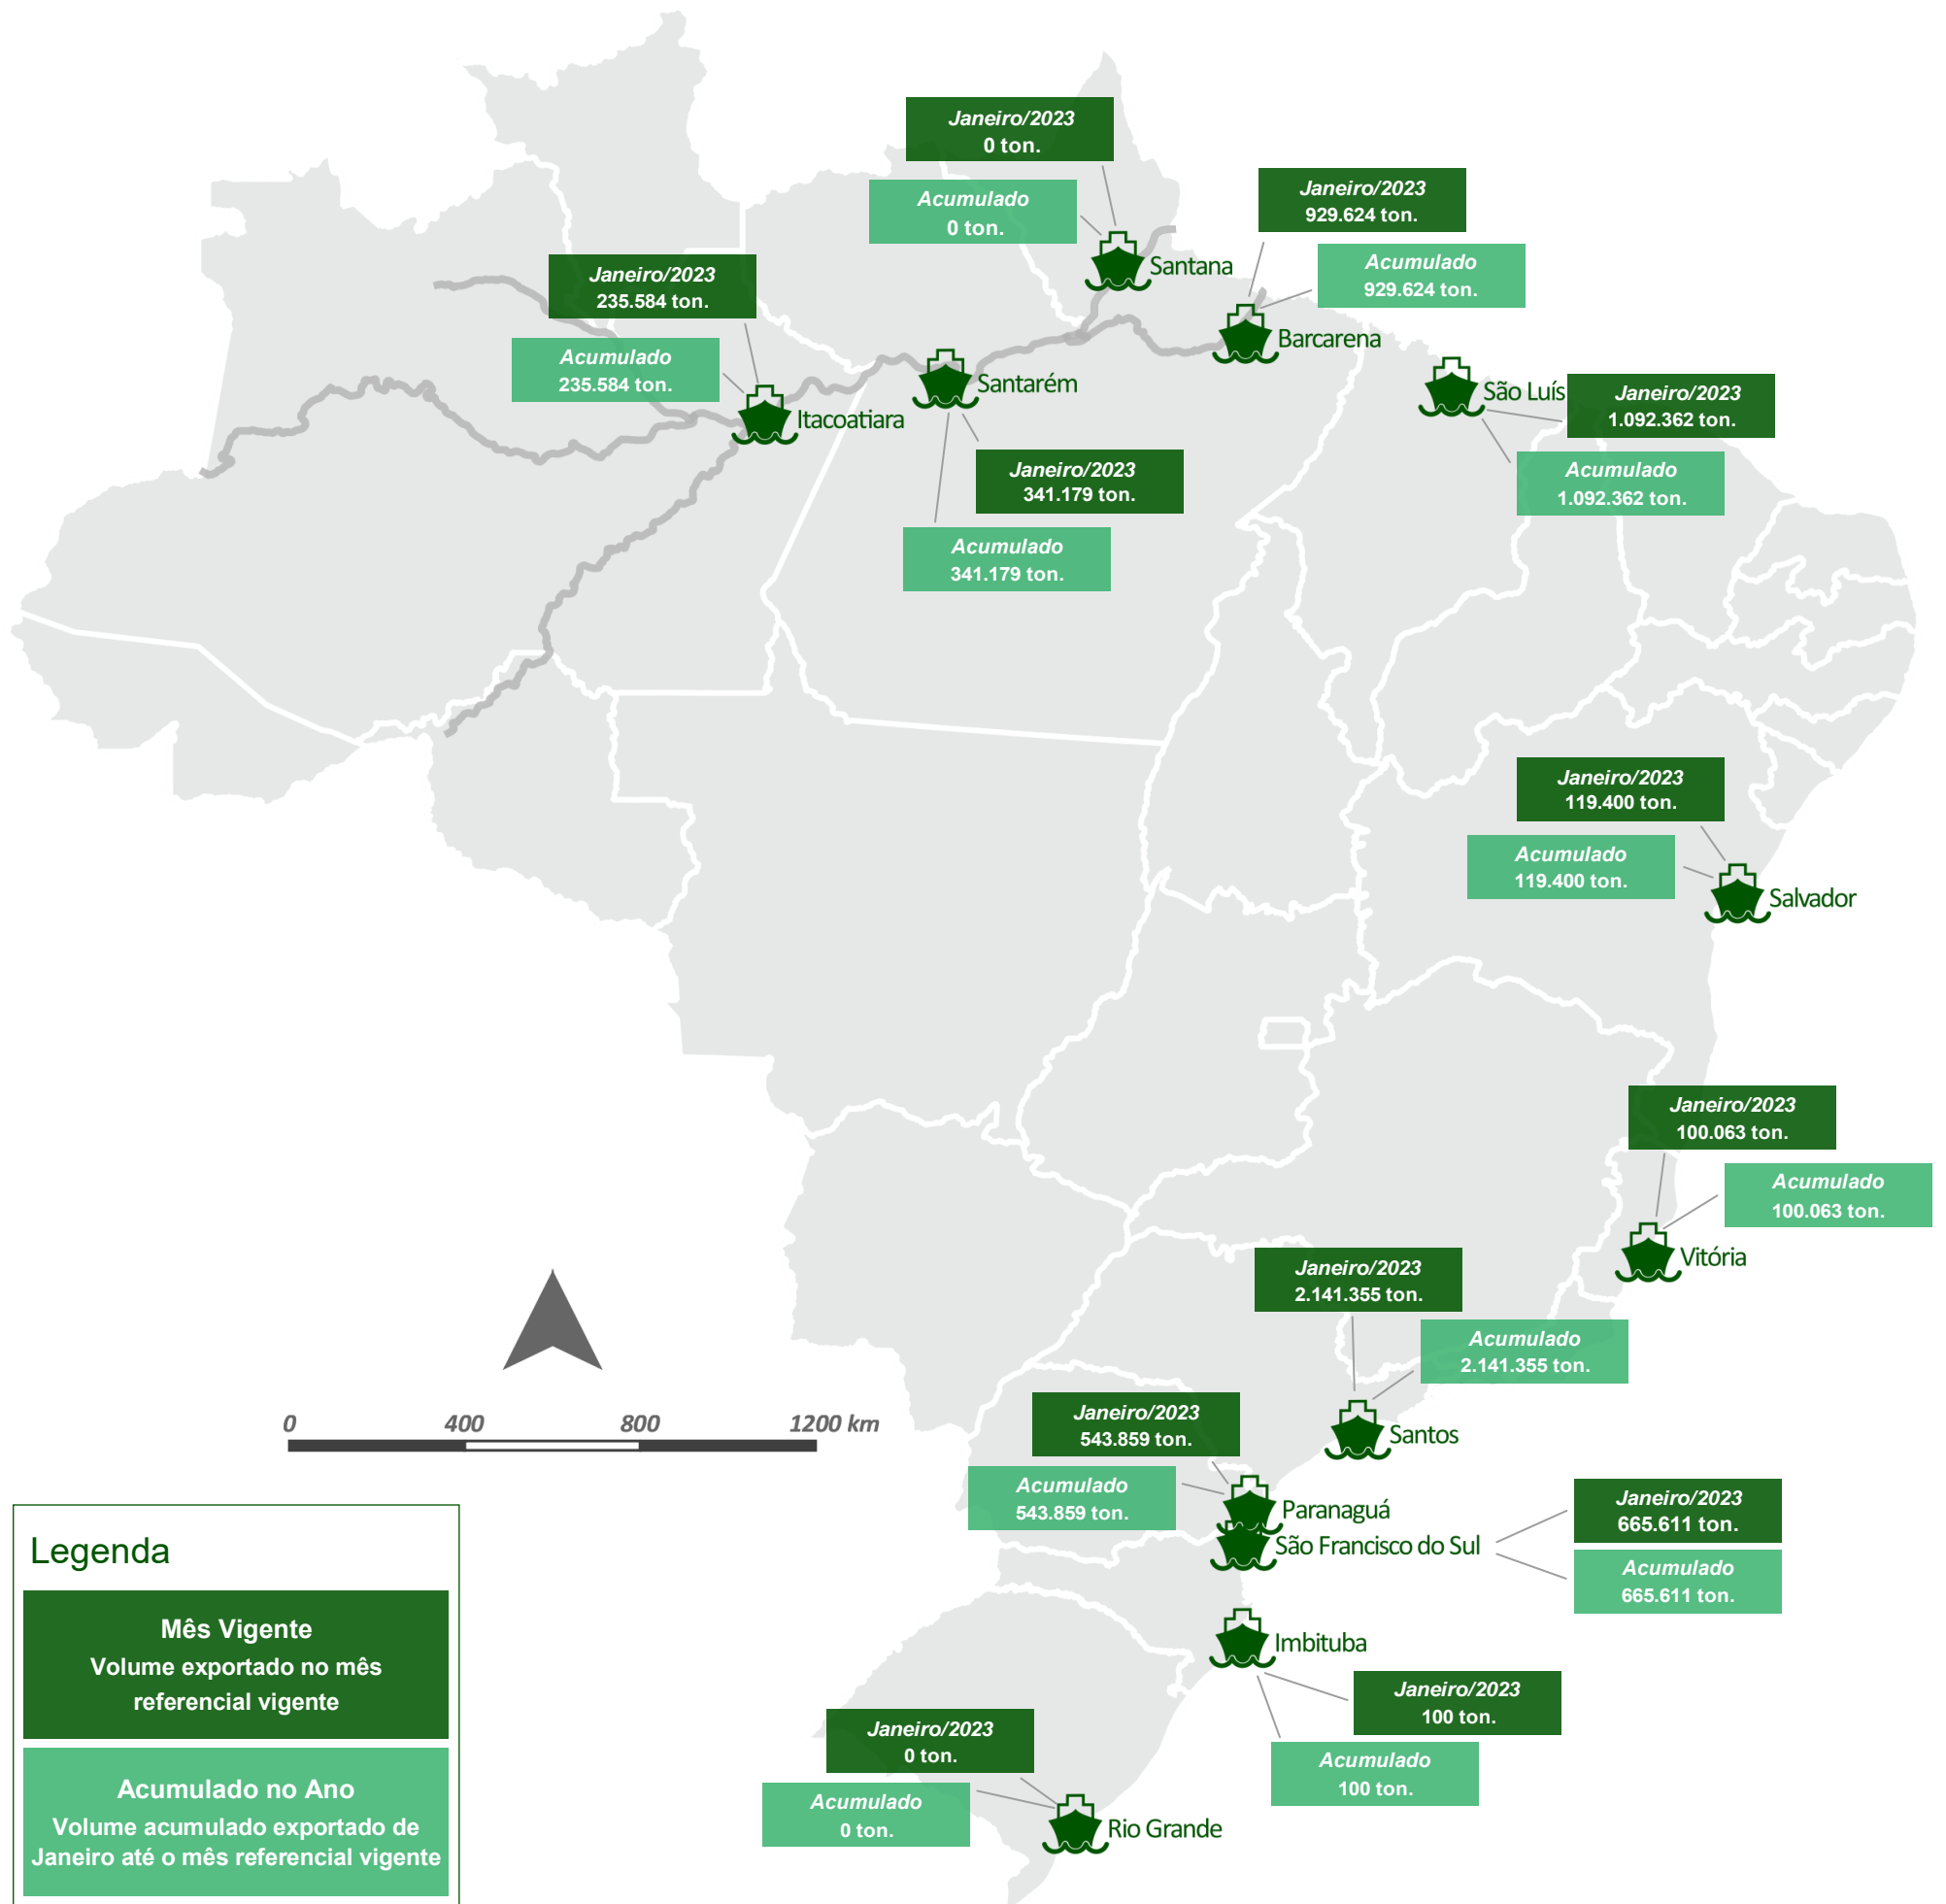 Janeiro/2023
0 ton.
Acumulado
0 ton.
Santana
Janeiro/2023
929.624 ton.
Acumulado
929.624 ton.
Barcarena
Janeiro/2023
235.584 ton.
Acumulado
235.584 ton.
Itacoatiara
Santarém
Janeiro/2023
341.179 ton.
Acumulado
341.179 ton.
São Luís
Janeiro/2023
1.092.362 ton.
Acumulado
1.092.362 ton.
Janeiro/2023
119.400 ton.
Acumulado
119.400 ton.
Salvador
Janeiro/2023
100.063 ton.
Acumulado
100.063 ton.
Vitória
Janeiro/2023
2.141.355 ton.
Acumulado
2.141.355 ton.
Santos
Janeiro/2023
543.859 ton.
Acumulado
543.859 ton.
Paranaguá
São Francisco do Sul
Janeiro/2023
665.611 ton.
Acumulado
665.611 ton.
Imbituba
Janeiro/2023
100 ton.
Acumulado
100 ton.
Janeiro/2023
0 ton.
Acumulado
0 ton.
Rio Grande
0 400 800 1200 km
Legenda
Mês Vigente
Volume exportado no mês
referencial vigente
Acumulado no Ano
Volume acumulado exportado de
Janeiro até o mês referencial vigente